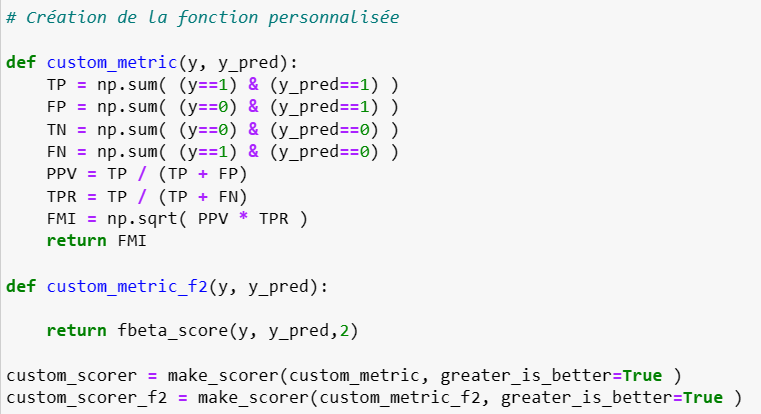 # Création de la fonction personnalisée
def custom_metric(y, y_pred):
    TP = np.sum( (y==1) & (y_pred==1) )
    FP = np.sum( (y==0) & (y_pred==1) )
    TN = np.sum( (y==0) & (y_pred==0) )
    FN = np.sum( (y==1) & (y_pred==0) )
    PPV = TP / (TP + FP)
    TPR = TP / (TP + FN)
    FMI = np.sqrt( PPV * TPR )
    return FMI
def custom_metric_f2(y, y_pred):
    return fbeta_score(y, y_pred,2)
custom_scorer = make_scorer(custom_metric, greater_is_better=True )
custom_scorer_f2 = make_scorer(custom_metric_f2, greater_is_better=True )